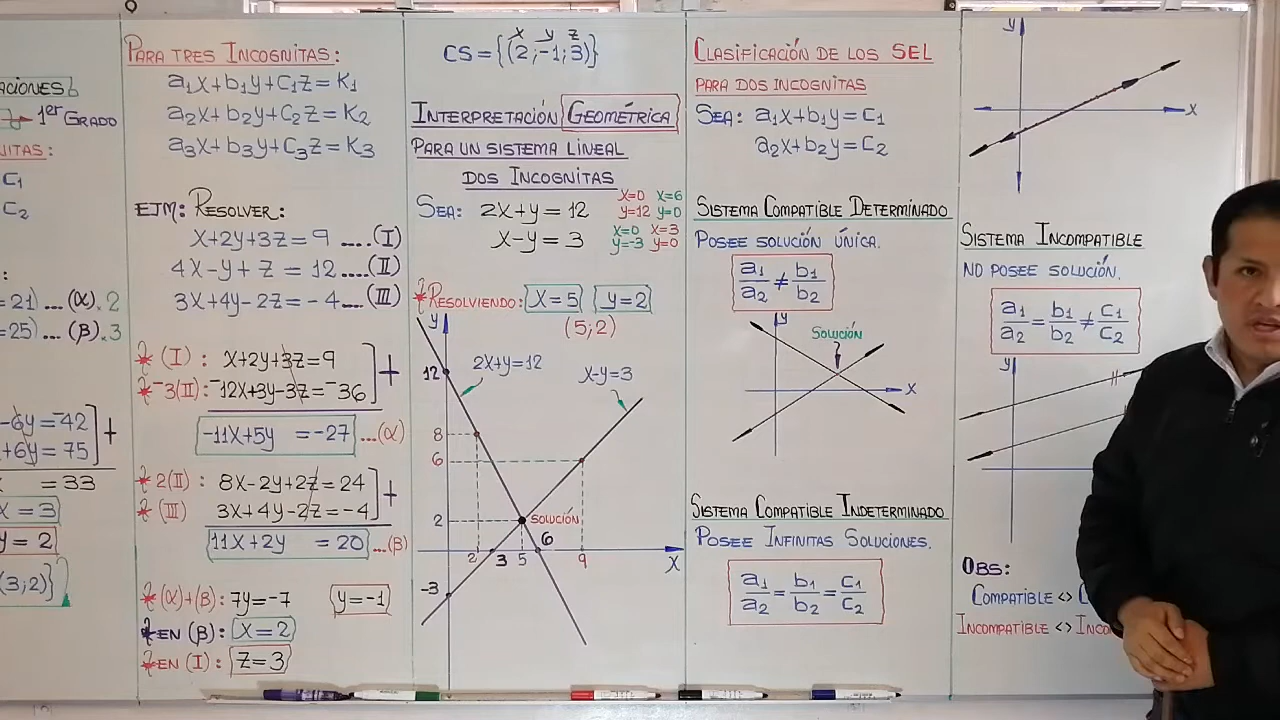 1er GRADO
C1
C2
=21) ... (α).2
=25) ... (β).3
-6y = -42
+6y = 75
= 33
x = 3
y = 2
(3;2)}
PARA TRES INCOGNITAS:
a1x+b1y+c1z = K1
a2x+b2y+c2z = K2
a3x+b3y+c3z = K3
EJM: RESOLVER:
x+2y+3z = 9 ....(I)
4x-y+z = 12 ....(II)
3x+4y-2z = -4 ....(III)
* (I): x+2y+3z = 9
* -3(II): -12x+3y-3z = -36
+
-11x+5y = -27 ...(α)
* 2(II): 8x-2y+2z = 24
* (III) 3x+4y-2z = -4
+
11x+2y = 20 ...(β)
* (α)+(β): 7y = -7 y = -1
* EN (β): x = 2
* EN (I): z = 3
x y z
CS = {(2;-1;3)}
INTERPRETACIÓN GEOMÉTRICA
PARA UN SISTEMA LINEAL
DOS INCOGNITAS
SEA: 2x+y = 12
x=0 x=6
y=12 y=0
x-y = 3
x=0 x=3
y=-3 y=0
* RESOLVIENDO: x=5 y=2
(5;2)
y
2x+y=12
x-y=3
12
8
6
2
SOLUCIÓN
2 3 5 6 9 x
-3
CLASIFICACIÓN DE LOS SEL
PARA DOS INCOGNITAS
SEA: a1x+b1y = c1
a2x+b2y = c2
SISTEMA COMPATIBLE DETERMINADO
POSEE SOLUCIÓN ÚNICA.
a1/a2 ≠ b1/b2
y
SOLUCIÓN
x
SISTEMA COMPATIBLE INDETERMINADO
POSEE INFINITAS SOLUCIONES.
a1/a2 = b1/b2 = c1/c2
y
x
SISTEMA INCOMPATIBLE
NO POSEE SOLUCIÓN.
a1/a2 = b1/b2 ≠ c1/c2
y
OBS:
COMPATIBLE <>
INCOMPATIBLE <>